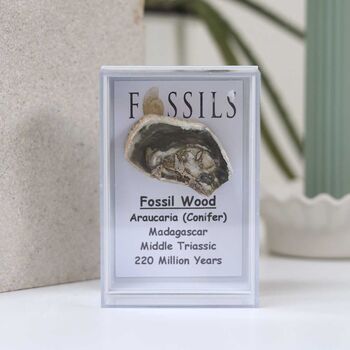 FOSSILS
Fossil Wood
Araucaria (Conifer)
Madagascar
Middle Triassic
220 Million Years